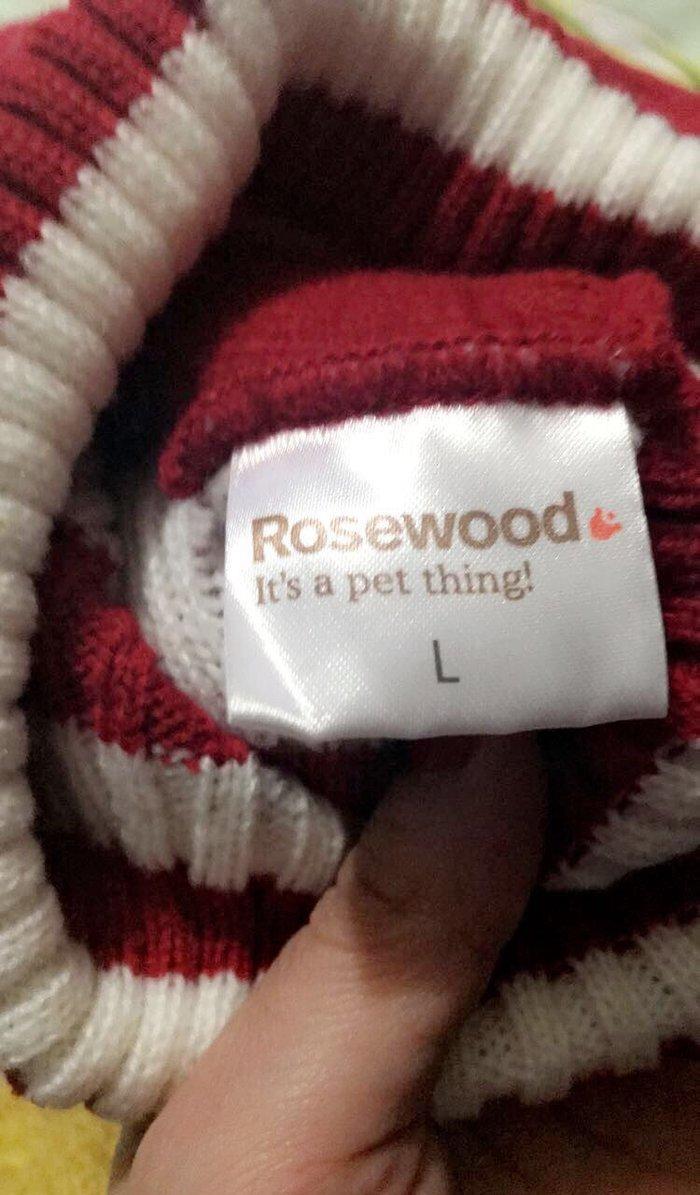 Rosewood
It's a pet thing!
L